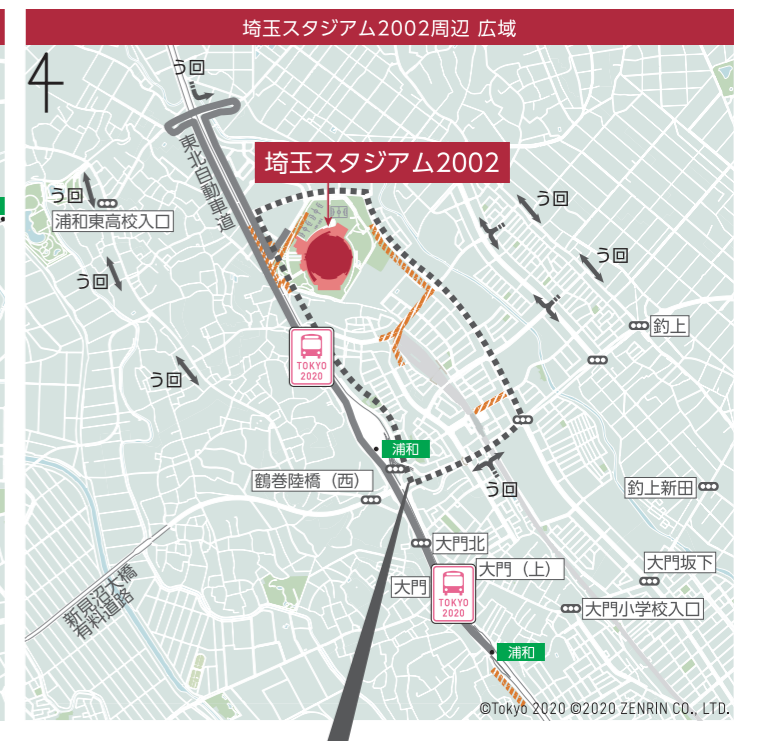 埼玉スタジアム2002周辺 広域
う回
東北自動車道
埼玉スタジアム2002
う回
浦和東高校入口
う回
う回
う回
釣上
TOKYO
2020
う回
浦和
鶴巻陸橋（西）
う回
釣上新田
大門北
大門（上）
大門坂下
大門
TOKYO
2020
大門小学校入口
新見沼大橋
有料道路
浦和
©Tokyo 2020 ©2020 ZENRIN CO., LTD.